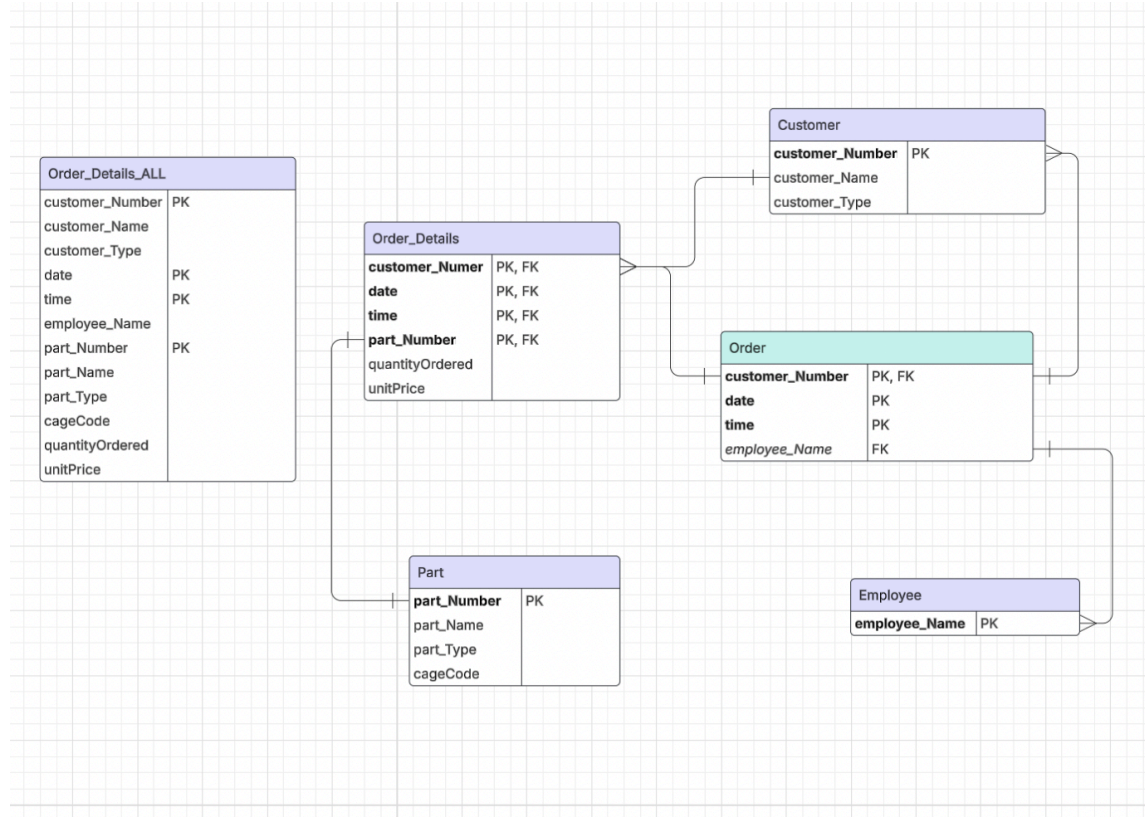 Order_Details_ALL
customer_Number PK
customer_Name
customer_Type
date PK
time PK
employee_Name
part_Number PK
part_Name
part_Type
cageCode
quantityOrdered
unitPrice
Order_Details
customer_Numer PK, FK
date PK, FK
time PK, FK
part_Number PK, FK
quantityOrdered
unitPrice
Customer
customer_Number PK
customer_Name
customer_Type
Order
customer_Number PK, FK
date PK
time PK
employee_Name FK
Part
part_Number PK
part_Name
part_Type
cageCode
Employee
employee_Name PK